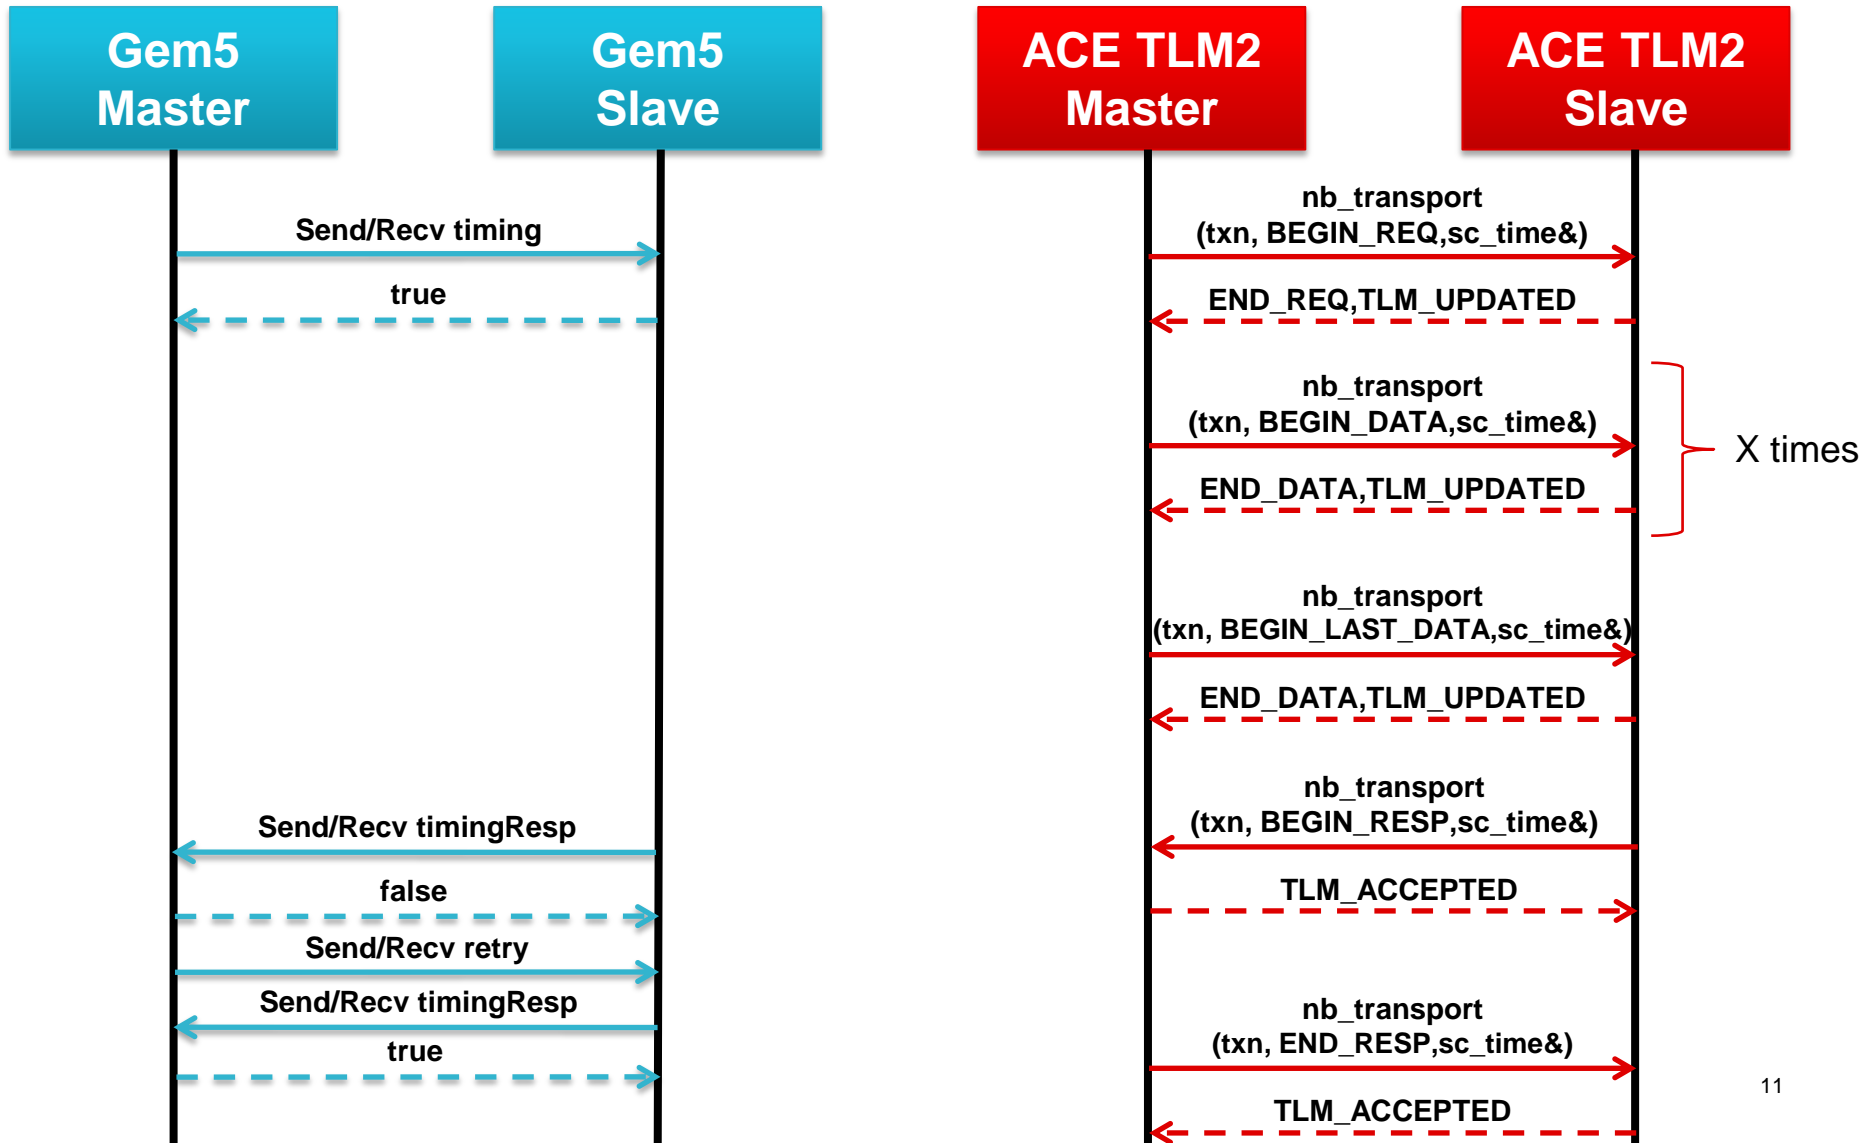 Gem5
Master
Gem5
Slave
Send/Recv timing
true
Send/Recv timingResp
false
Send/Recv retry
Send/Recv timingResp
true
ACE TLM2
Master
ACE TLM2
Slave
nb_transport
(txn, BEGIN_REQ,sc_time&)
END_REQ,TLM_UPDATED
nb_transport
(txn, BEGIN_DATA,sc_time&)
END_DATA,TLM_UPDATED
X times
nb_transport
(txn, BEGIN_LAST_DATA,sc_time&)
END_DATA,TLM_UPDATED
nb_transport
(txn, BEGIN_RESP,sc_time&)
TLM_ACCEPTED
nb_transport
(txn, END_RESP,sc_time&)
TLM_ACCEPTED
11